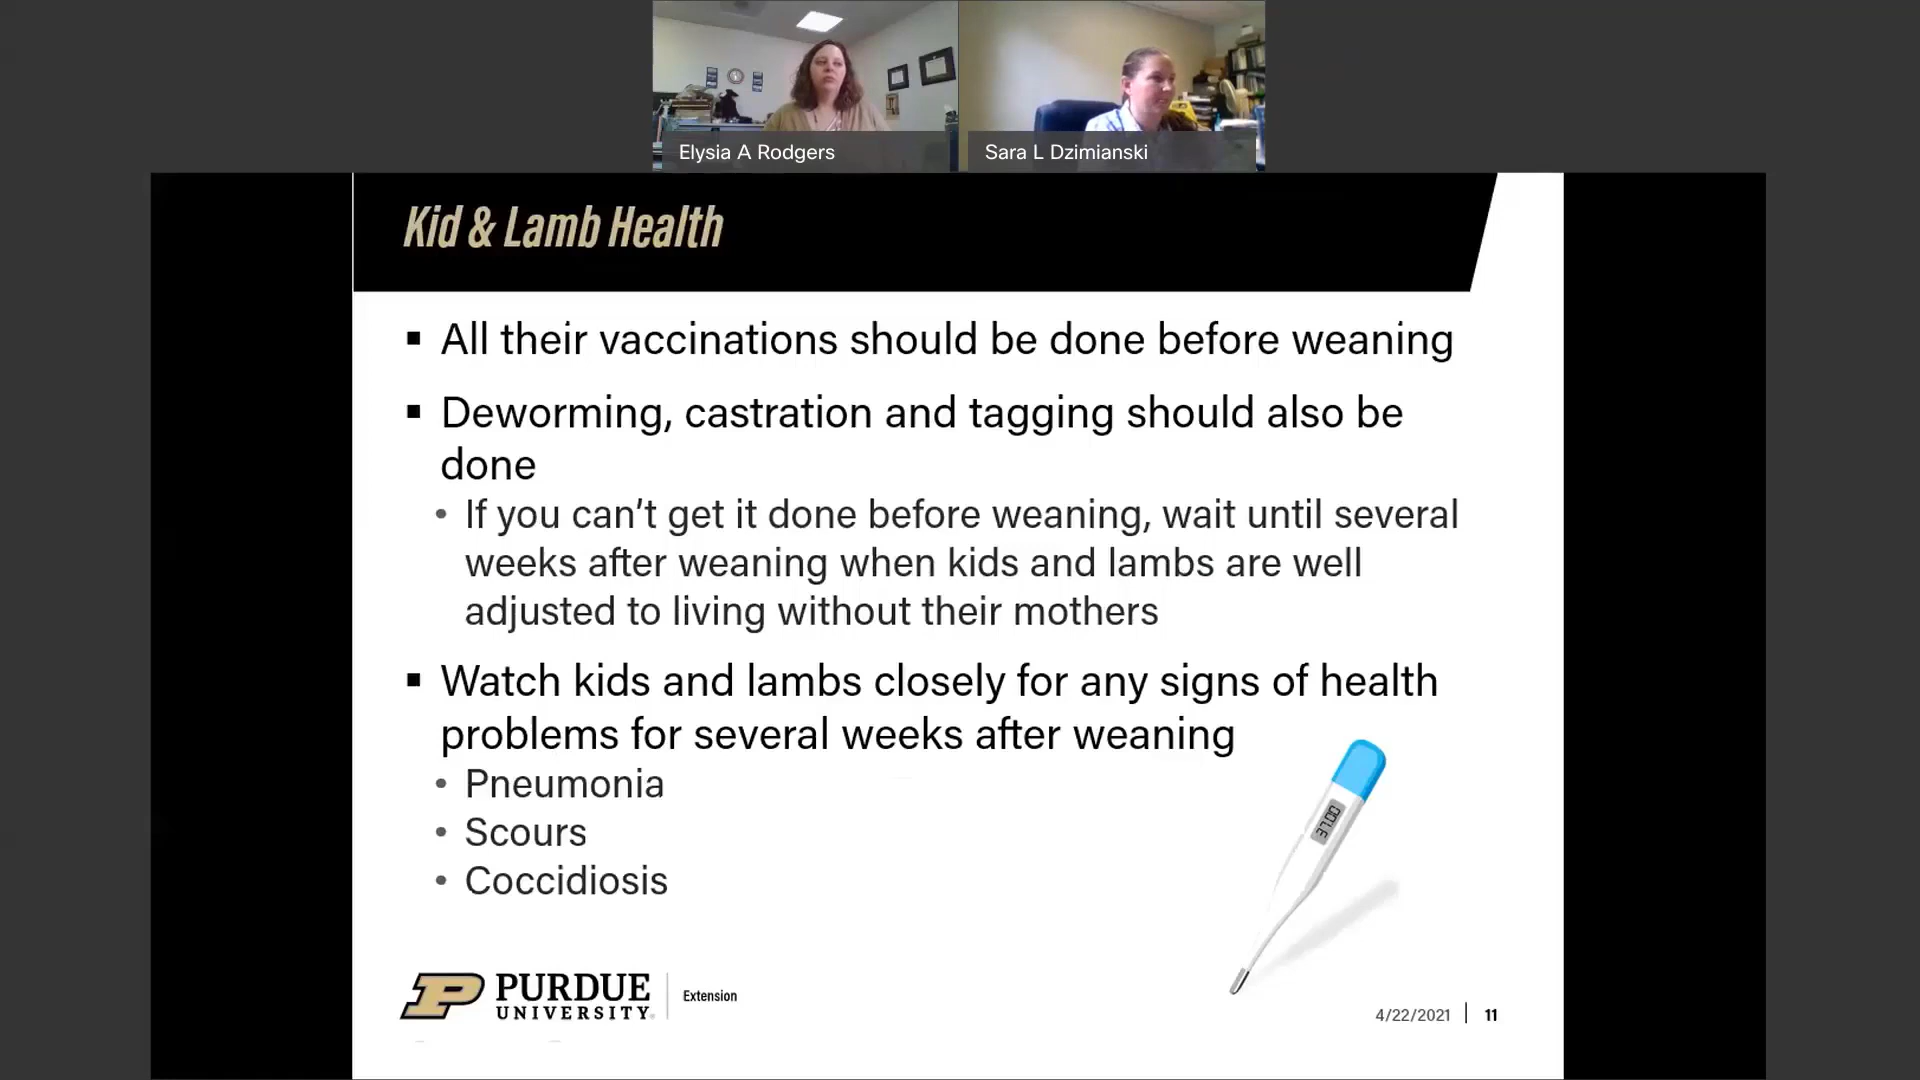 Elysia A Rodgers
Sara L Dzimianski
Kid & Lamb Health
▪ All their vaccinations should be done before weaning
▪ Deworming, castration and tagging should also be
done
• If you can't get it done before weaning, wait until several
weeks after weaning when kids and lambs are well
adjusted to living without their mothers
▪ Watch kids and lambs closely for any signs of health
problems for several weeks after weaning
• Pneumonia
• Scours
• Coccidiosis
PURDUE
UNIVERSITY
Extension
4/22/2021 | 11